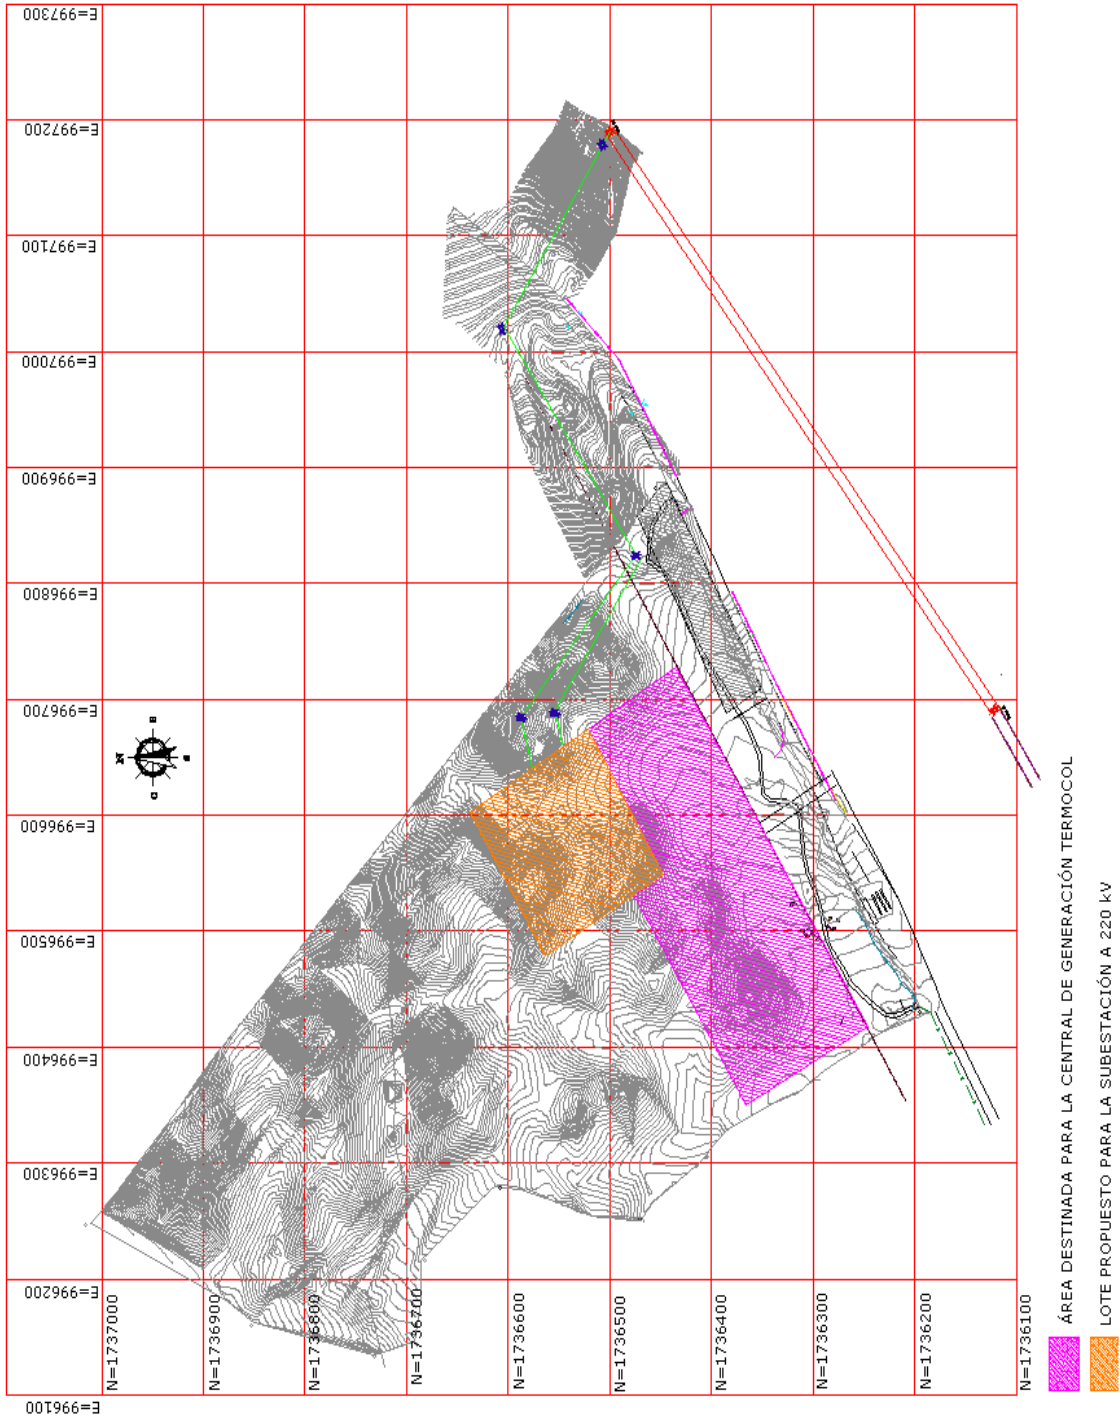 E=997300
E=997200
E=997100
E=997000
E=996900
E=996800
E=996700
E=996600
E=996500
E=996400
E=996300
E=996200
E=996100
N=1737000
N=1736900
N=1736800
N=1736700
N=1736600
N=1736500
N=1736400
N=1736300
N=1736200
N=1736100
ÁREA DESTINADA PARA LA CENTRAL DE GENERACIÓN TERMOCOL
LOTE PROPUESTO PARA LA SUBESTACIÓN A 220 kV